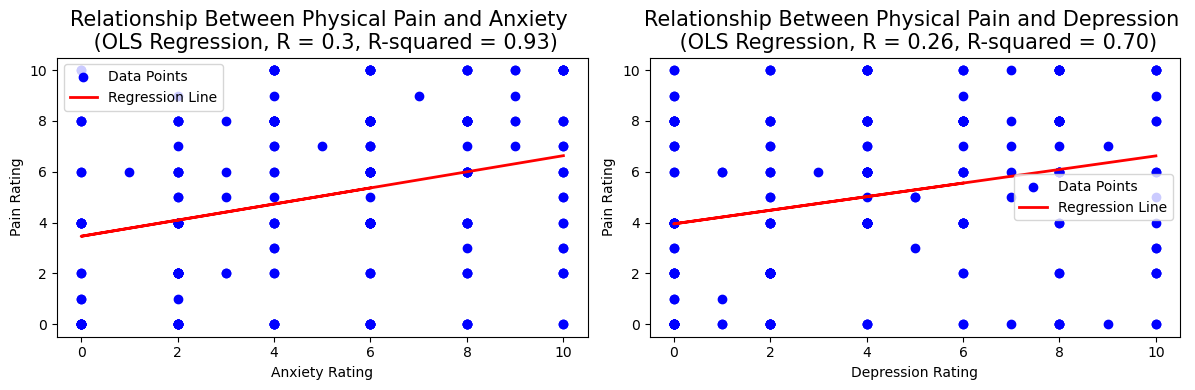 Relationship Between Physical Pain and Anxiety
(OLS Regression, R = 0.3, R-squared = 0.93)
10
8
6
4
2
0
Pain Rating
Data Points
Regression Line
0 2 4 6 8 10
Anxiety Rating
Relationship Between Physical Pain and Depression
(OLS Regression, R = 0.26, R-squared = 0.70)
10
8
6
4
2
0
Pain Rating
Data Points
Regression Line
0 2 4 6 8 10
Depression Rating